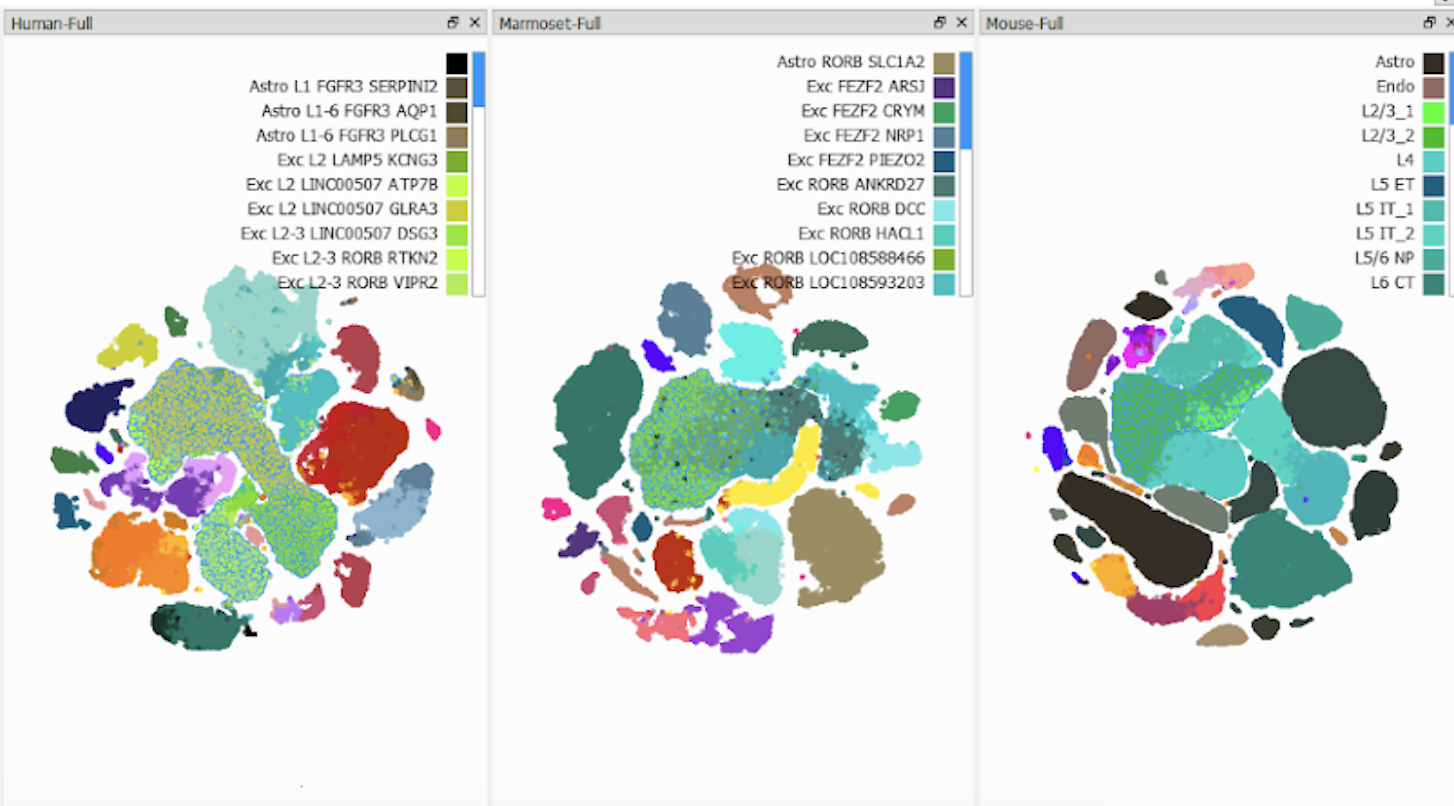 Human-Full
Astro L1 FGFR3 SERPINI2
Astro L1-6 FGFR3 AQP1
Astro L1-6 FGFR3 PLCG1
Exc L2 LAMP5 KCNG3
Exc L2 LINC00507 ATP7B
Exc L2 LINC00507 GLRA3
Exc L2-3 LINC00507 DSG3
Exc L2-3 RORB RTKN2
Exc L2-3 RORB VIPR2
Marmoset-Full
Astro RORB SLC1A2
Exc FEZF2 ARSJ
Exc FEZF2 CRYM
Exc FEZF2 NRP1
Exc FEZF2 PIEZO2
Exc RORB ANKRD27
Exc RORB DCC
Exc RORB HACL1
Exc RORB LOC108588466
Exc RORB LOC108593203
Mouse-Full
Astro
Endo
L2/3_1
L2/3_2
L4
L5 ET
L5 IT_1
L5 IT_2
L5/6 NP
L6 CT